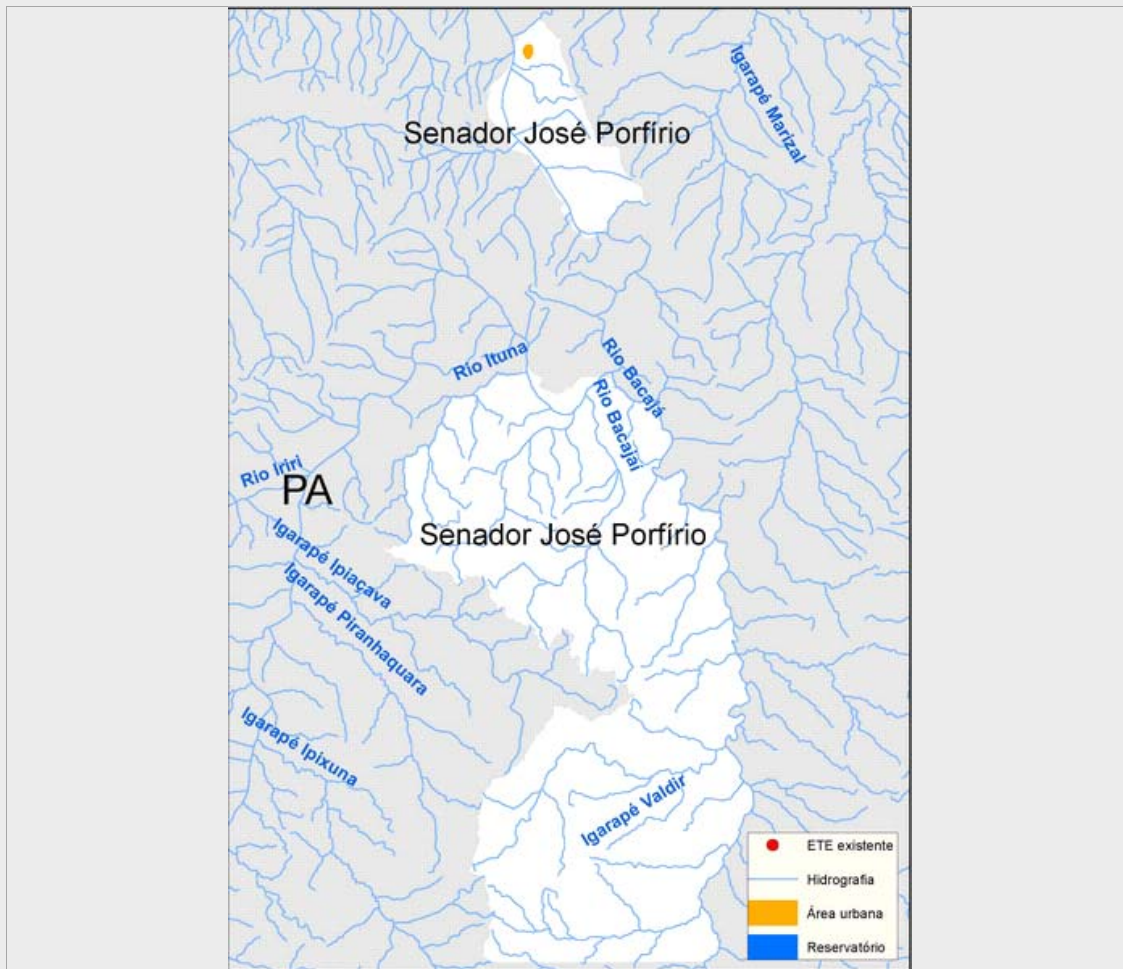 Igarapé Marizal
Senador José Porfírio
Rio Ituna
Rio Bacajá
Rio Bacajaí
Rio Iriri
PA
Igarapé Ipiaçava
Senador José Porfírio
Igarapé Piranhaquara
Igarapé Ipixuna
Igarapé Valdir
ETE existente
Hidrografia
Área urbana
Reservatório